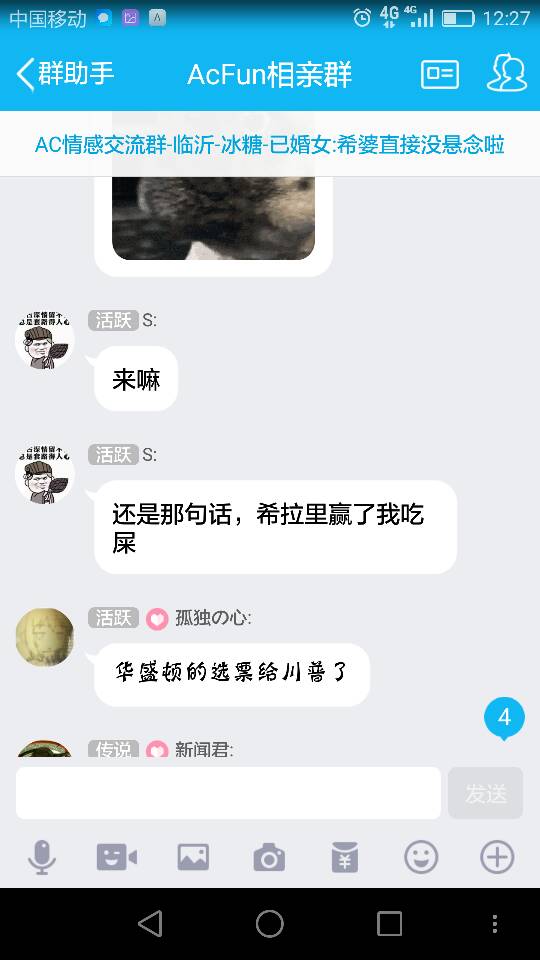 中国移动
4G
4G
12:27
群助手
AcFun相亲群
AC情感交流群-临沂-冰糖-已婚女:希婆直接没悬念啦
活跃 S:
来嘛
活跃 S:
还是那句话，希拉里赢了我吃
屎
活跃 孤独の心:
华盛顿的选票给川普了
4
传说 新闻君:
发送